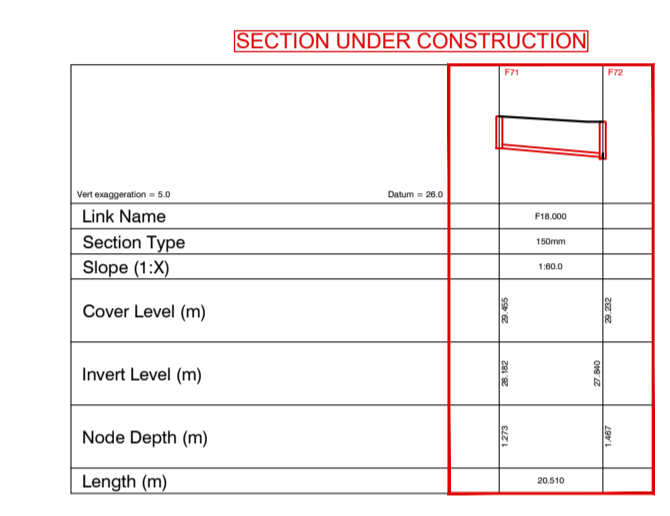 SECTION UNDER CONSTRUCTION
F71 F72
Vert exaggeration = 5.0 Datum = 26.0
Link Name F18.000
Section Type 150mm
Slope (1:X) 1:60.0
Cover Level (m) 29.455 29.232
Invert Level (m) 28.182 27.840
Node Depth (m) 1.273 1.467
Length (m) 20.510